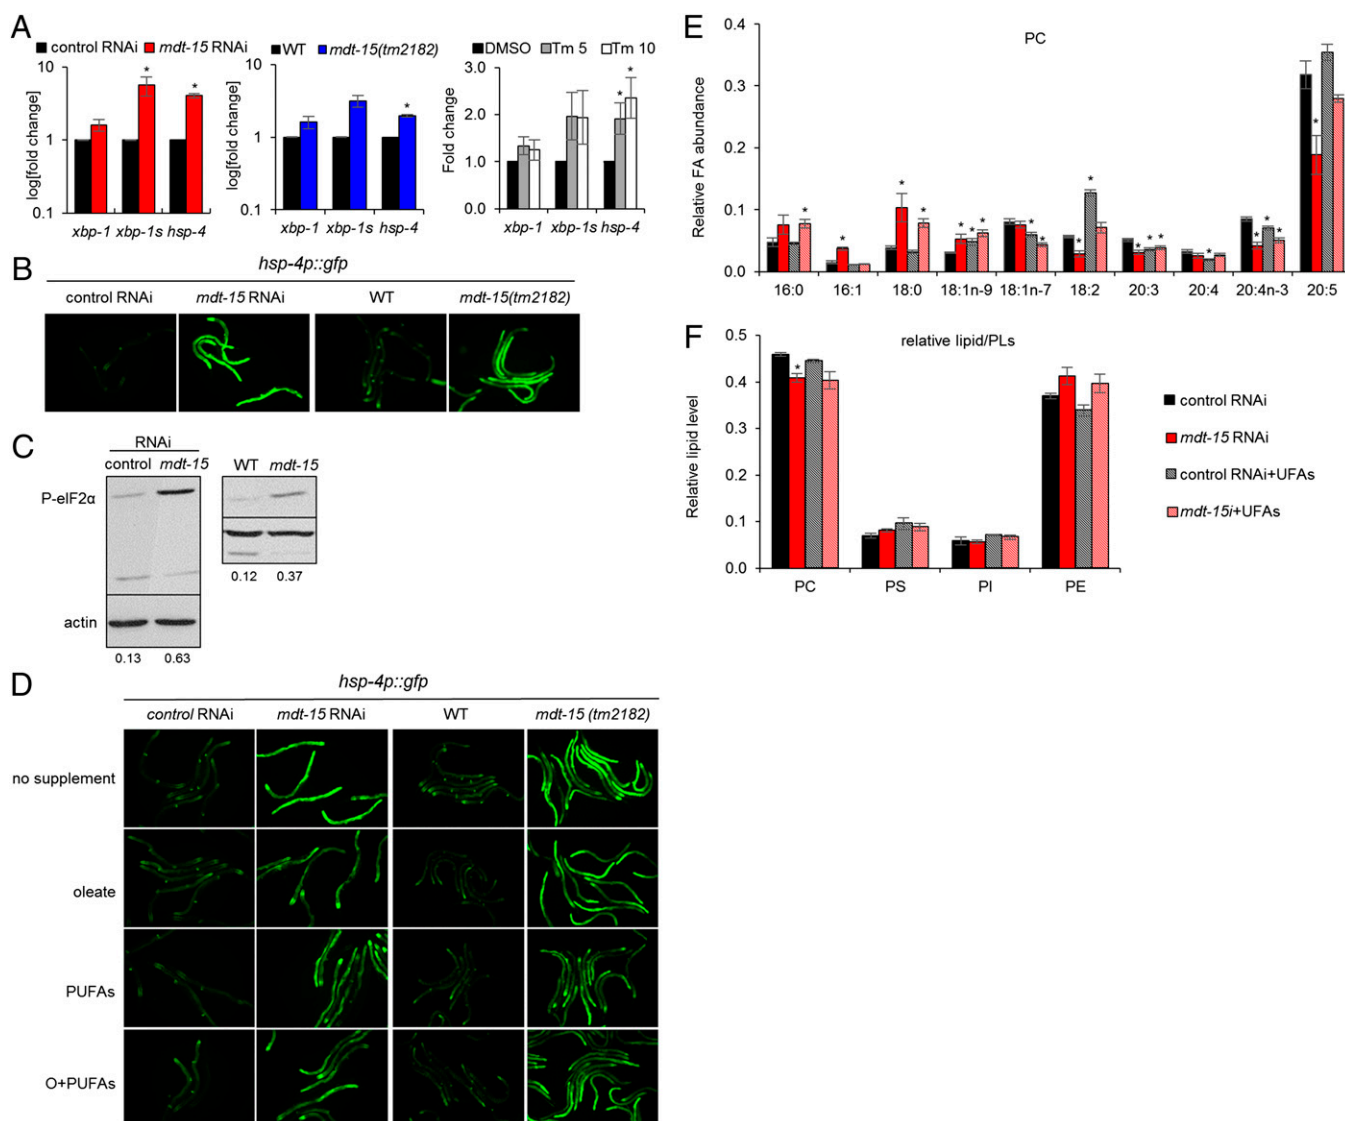 A
control RNAi mdt-15 RNAi
log[fold change]
10
1
0.1
*
*
xbp-1 xbp-1s hsp-4
WT mdt-15(tm2182)
log[fold change]
10
1
0.1
*
xbp-1 xbp-1s hsp-4
DMSO Tm 5 Tm 10
Fold change
3.0
2.0
1.0
0.0
*
*
xbp-1 xbp-1s hsp-4
B
hsp-4p::gfp
control RNAi mdt-15 RNAi WT mdt-15(tm2182)
C
RNAi
control mdt-15
WT mdt-15
P-eIF2α
actin
0.13 0.63
0.12 0.37
D
hsp-4p::gfp
control RNAi mdt-15 RNAi WT mdt-15 (tm2182)
no supplement
oleate
PUFAs
O+PUFAs
E
PC
Relative FA abundance
0.4
0.3
0.2
0.1
0.0
* * * * * * * * * * * * * * * * * * * * *
16:0 16:1 18:0 18:1n-9 18:1n-7 18:2 20:3 20:4 20:4n-3 20:5
F
relative lipid/PLs
Relative lipid level
0.5
0.4
0.3
0.2
0.1
0.0
*
PC PS PI PE
control RNAi
mdt-15 RNAi
control RNAi+UFAs
mdt-15i+UFAs